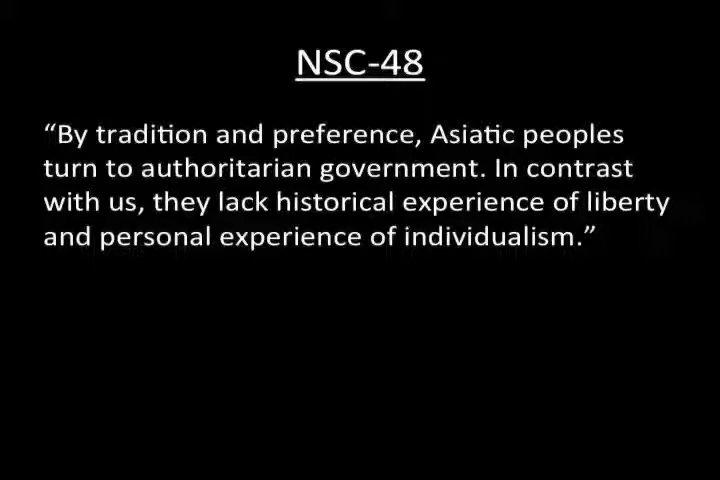 NSC-48
“By tradition and preference, Asiatic peoples
turn to authoritarian government. In contrast
with us, they lack historical experience of liberty
and personal experience of individualism.”